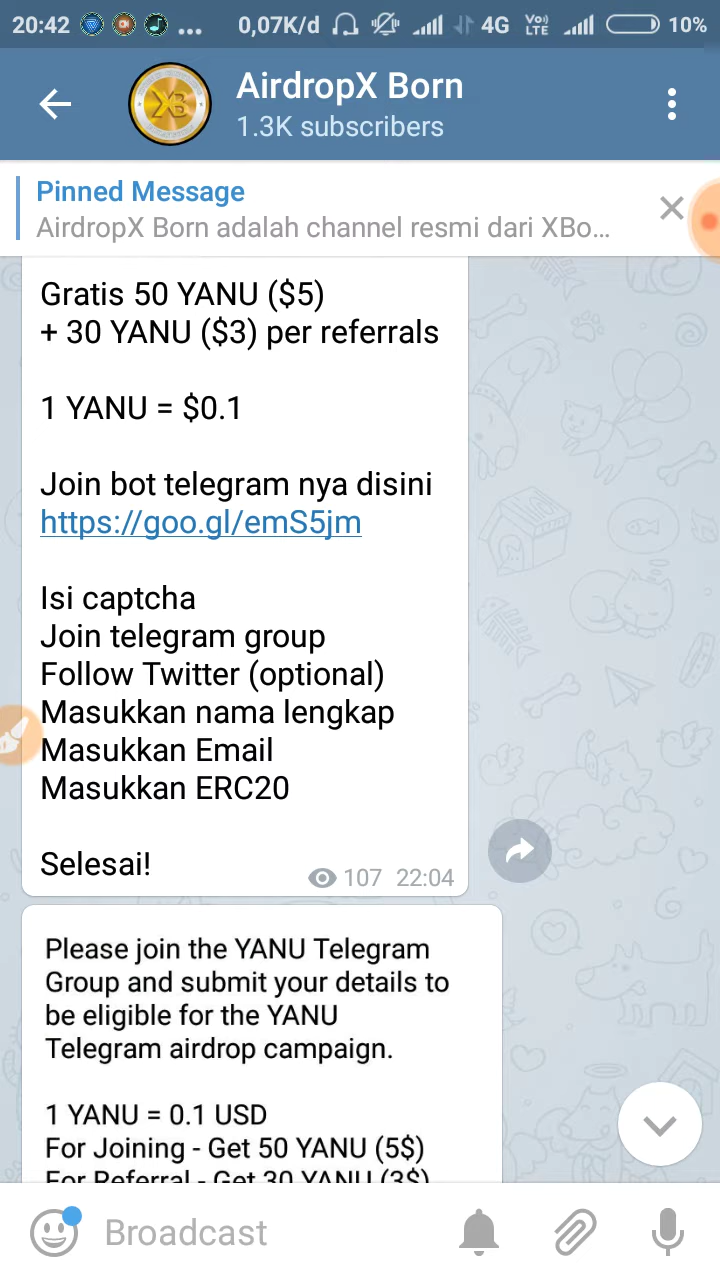 20:42 ... 0,07K/d 4G Vo) LTE 10%
AirdropX Born
1.3K subscribers
Pinned Message
AirdropX Born adalah channel resmi dari XBo...
Gratis 50 YANU ($5)
+ 30 YANU ($3) per referrals
1 YANU = $0.1
Join bot telegram nya disini
https://goo.gl/emS5jm
Isi captcha
Join telegram group
Follow Twitter (optional)
Masukkan nama lengkap
Masukkan Email
Masukkan ERC20
Selesai!
107 22:04
Please join the YANU Telegram
Group and submit your details to
be eligible for the YANU
Telegram airdrop campaign.
1 YANU = 0.1 USD
For Joining - Get 50 YANU (5$)
For Referral - Get 30 YANU (3$)
Broadcast